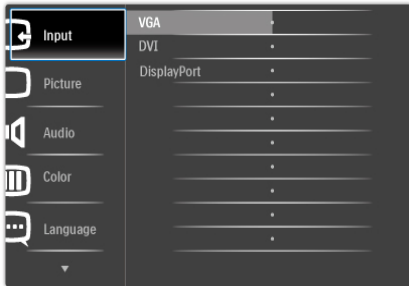 Input
Picture
Audio
Color
Language
VGA
DVI
DisplayPort